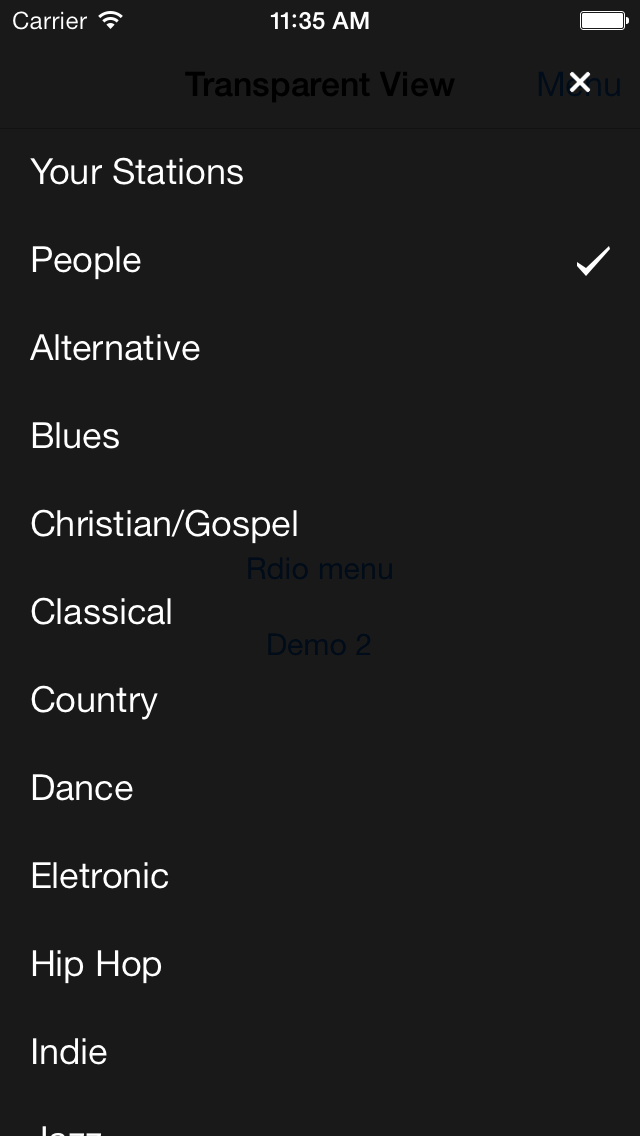 Carrier 11:35 AM
Transparent View Menu
Your Stations
People
Alternative
Blues
Christian/Gospel
Rdio menu
Classical
Demo 2
Country
Dance
Eletronic
Hip Hop
Indie
Jazz